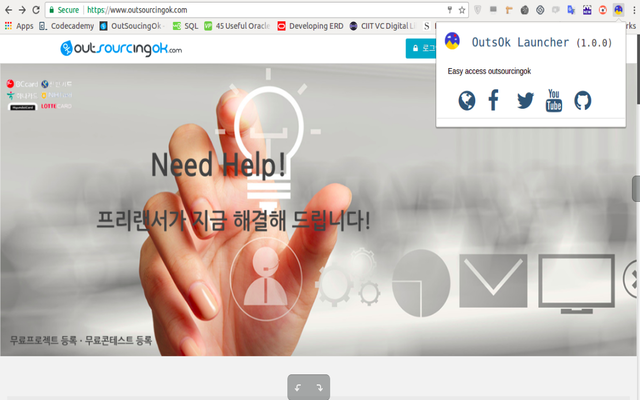 Secure https://www.outsourcingok.com
Apps Codecademy OutSoucingOk - SQL 45 Useful Oracle Developing ERD CIIT VC Digital Li
outsourcingok.com
OutsOk Launcher (1.0.0)
Easy access outsourcingok
You
Tube
BCcard
LOTTE CARD
Need Help!
프리랜서가 지금 해결해 드립니다!
무료프로젝트 등록 · 무료콘테스트 등록